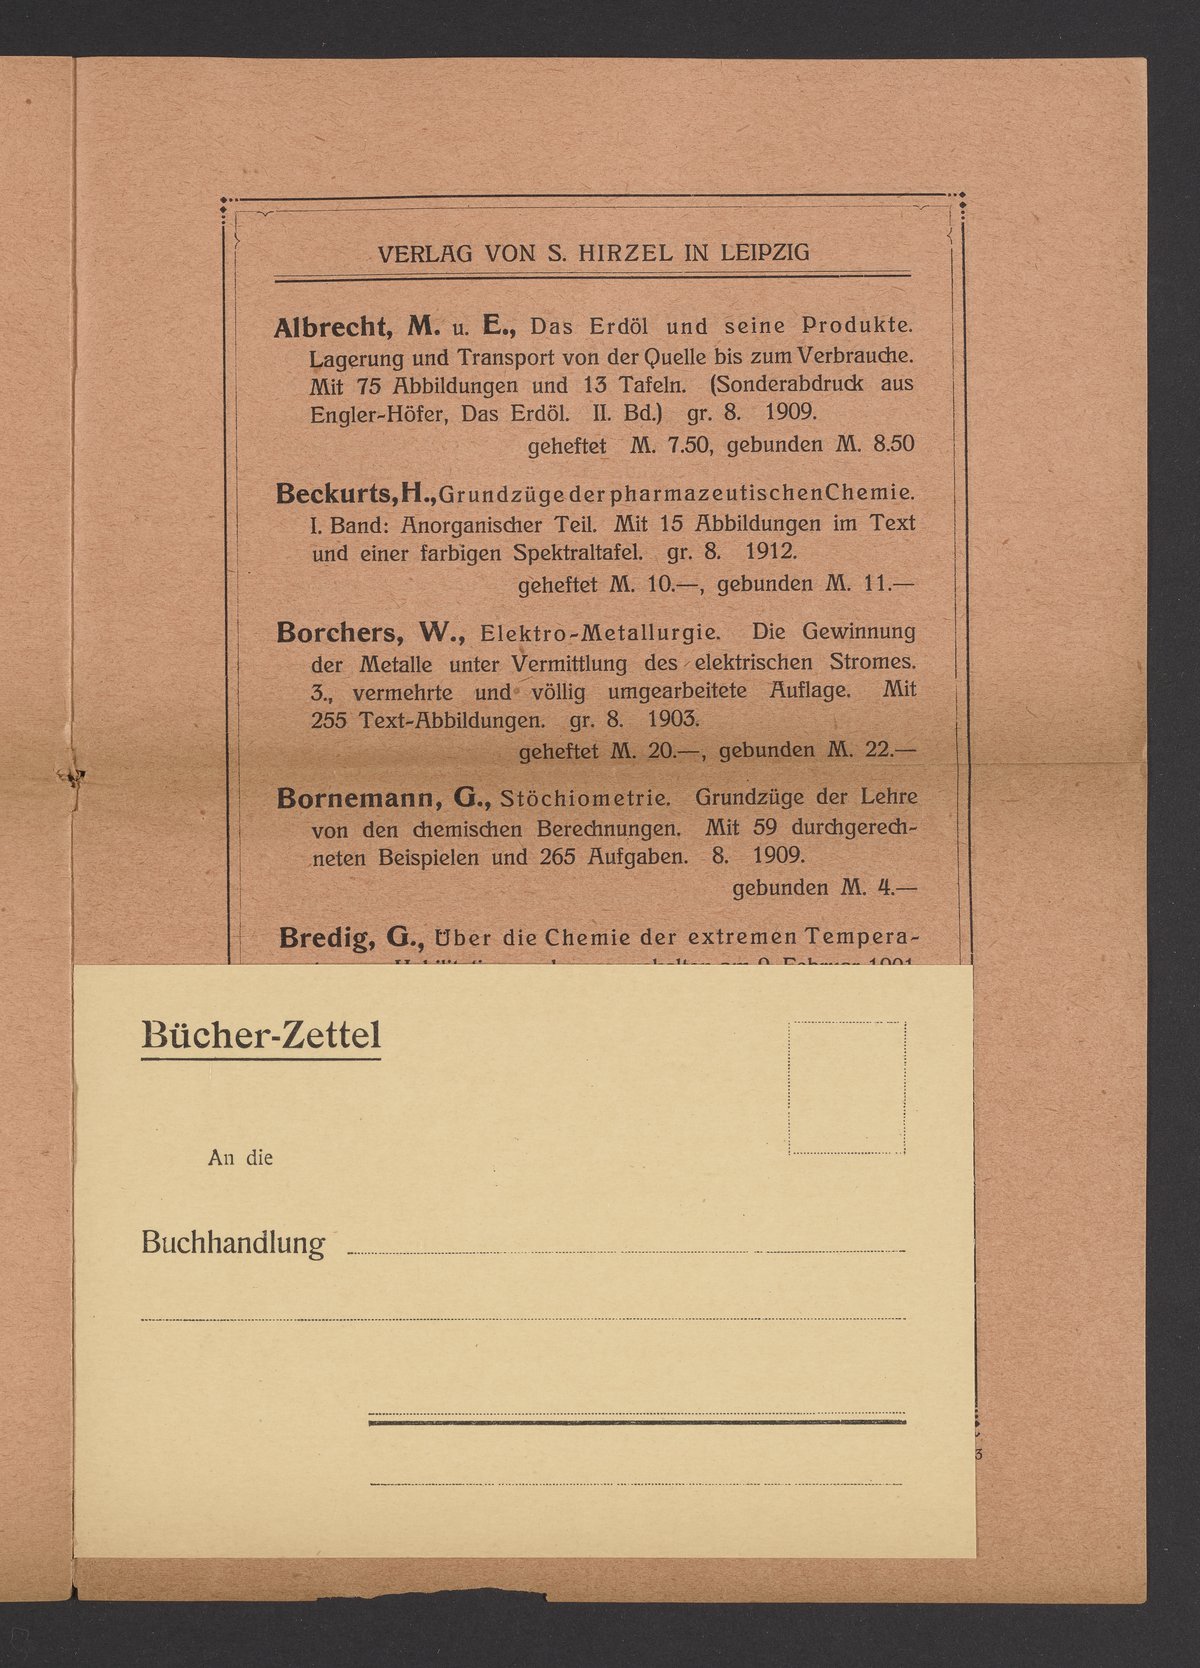 VERLAG VON S. HIRZEL IN LEIPZIG
Albrecht, M. u. E., Das Erdöl und seine Produkte.
Lagerung und Transport von der Quelle bis zum Verbrauche.
Mit 75 Abbildungen und 13 Tafeln. (Sonderabdruck aus
Engler-Höfer, Das Erdöl. II. Bd.) gr. 8. 1909.
geheftet M. 7.50, gebunden M. 8.50
Beckurts, H., Grundzüge der pharmazeutischen Chemie.
I. Band: Anorganischer Teil. Mit 15 Abbildungen im Text
und einer farbigen Spektraltafel. gr. 8. 1912.
geheftet M. 10.—, gebunden M. 11.—
Borchers, W., Elektro-Metallurgie. Die Gewinnung
der Metalle unter Vermittlung des elektrischen Stromes.
3., vermehrte und völlig umgearbeitete Auflage. Mit
255 Text-Abbildungen. gr. 8. 1903.
geheftet M. 20.—, gebunden M. 22.—
Bornemann, G., Stöchiometrie. Grundzüge der Lehre
von den chemischen Berechnungen. Mit 59 durchgerech-
neten Beispielen und 265 Aufgaben. 8. 1909.
gebunden M. 4.—
Bredig, G., Über die Chemie der extremen Tempera-
9. Februar 1901
Bücher-Zettel
An die
Buchhandlung
3